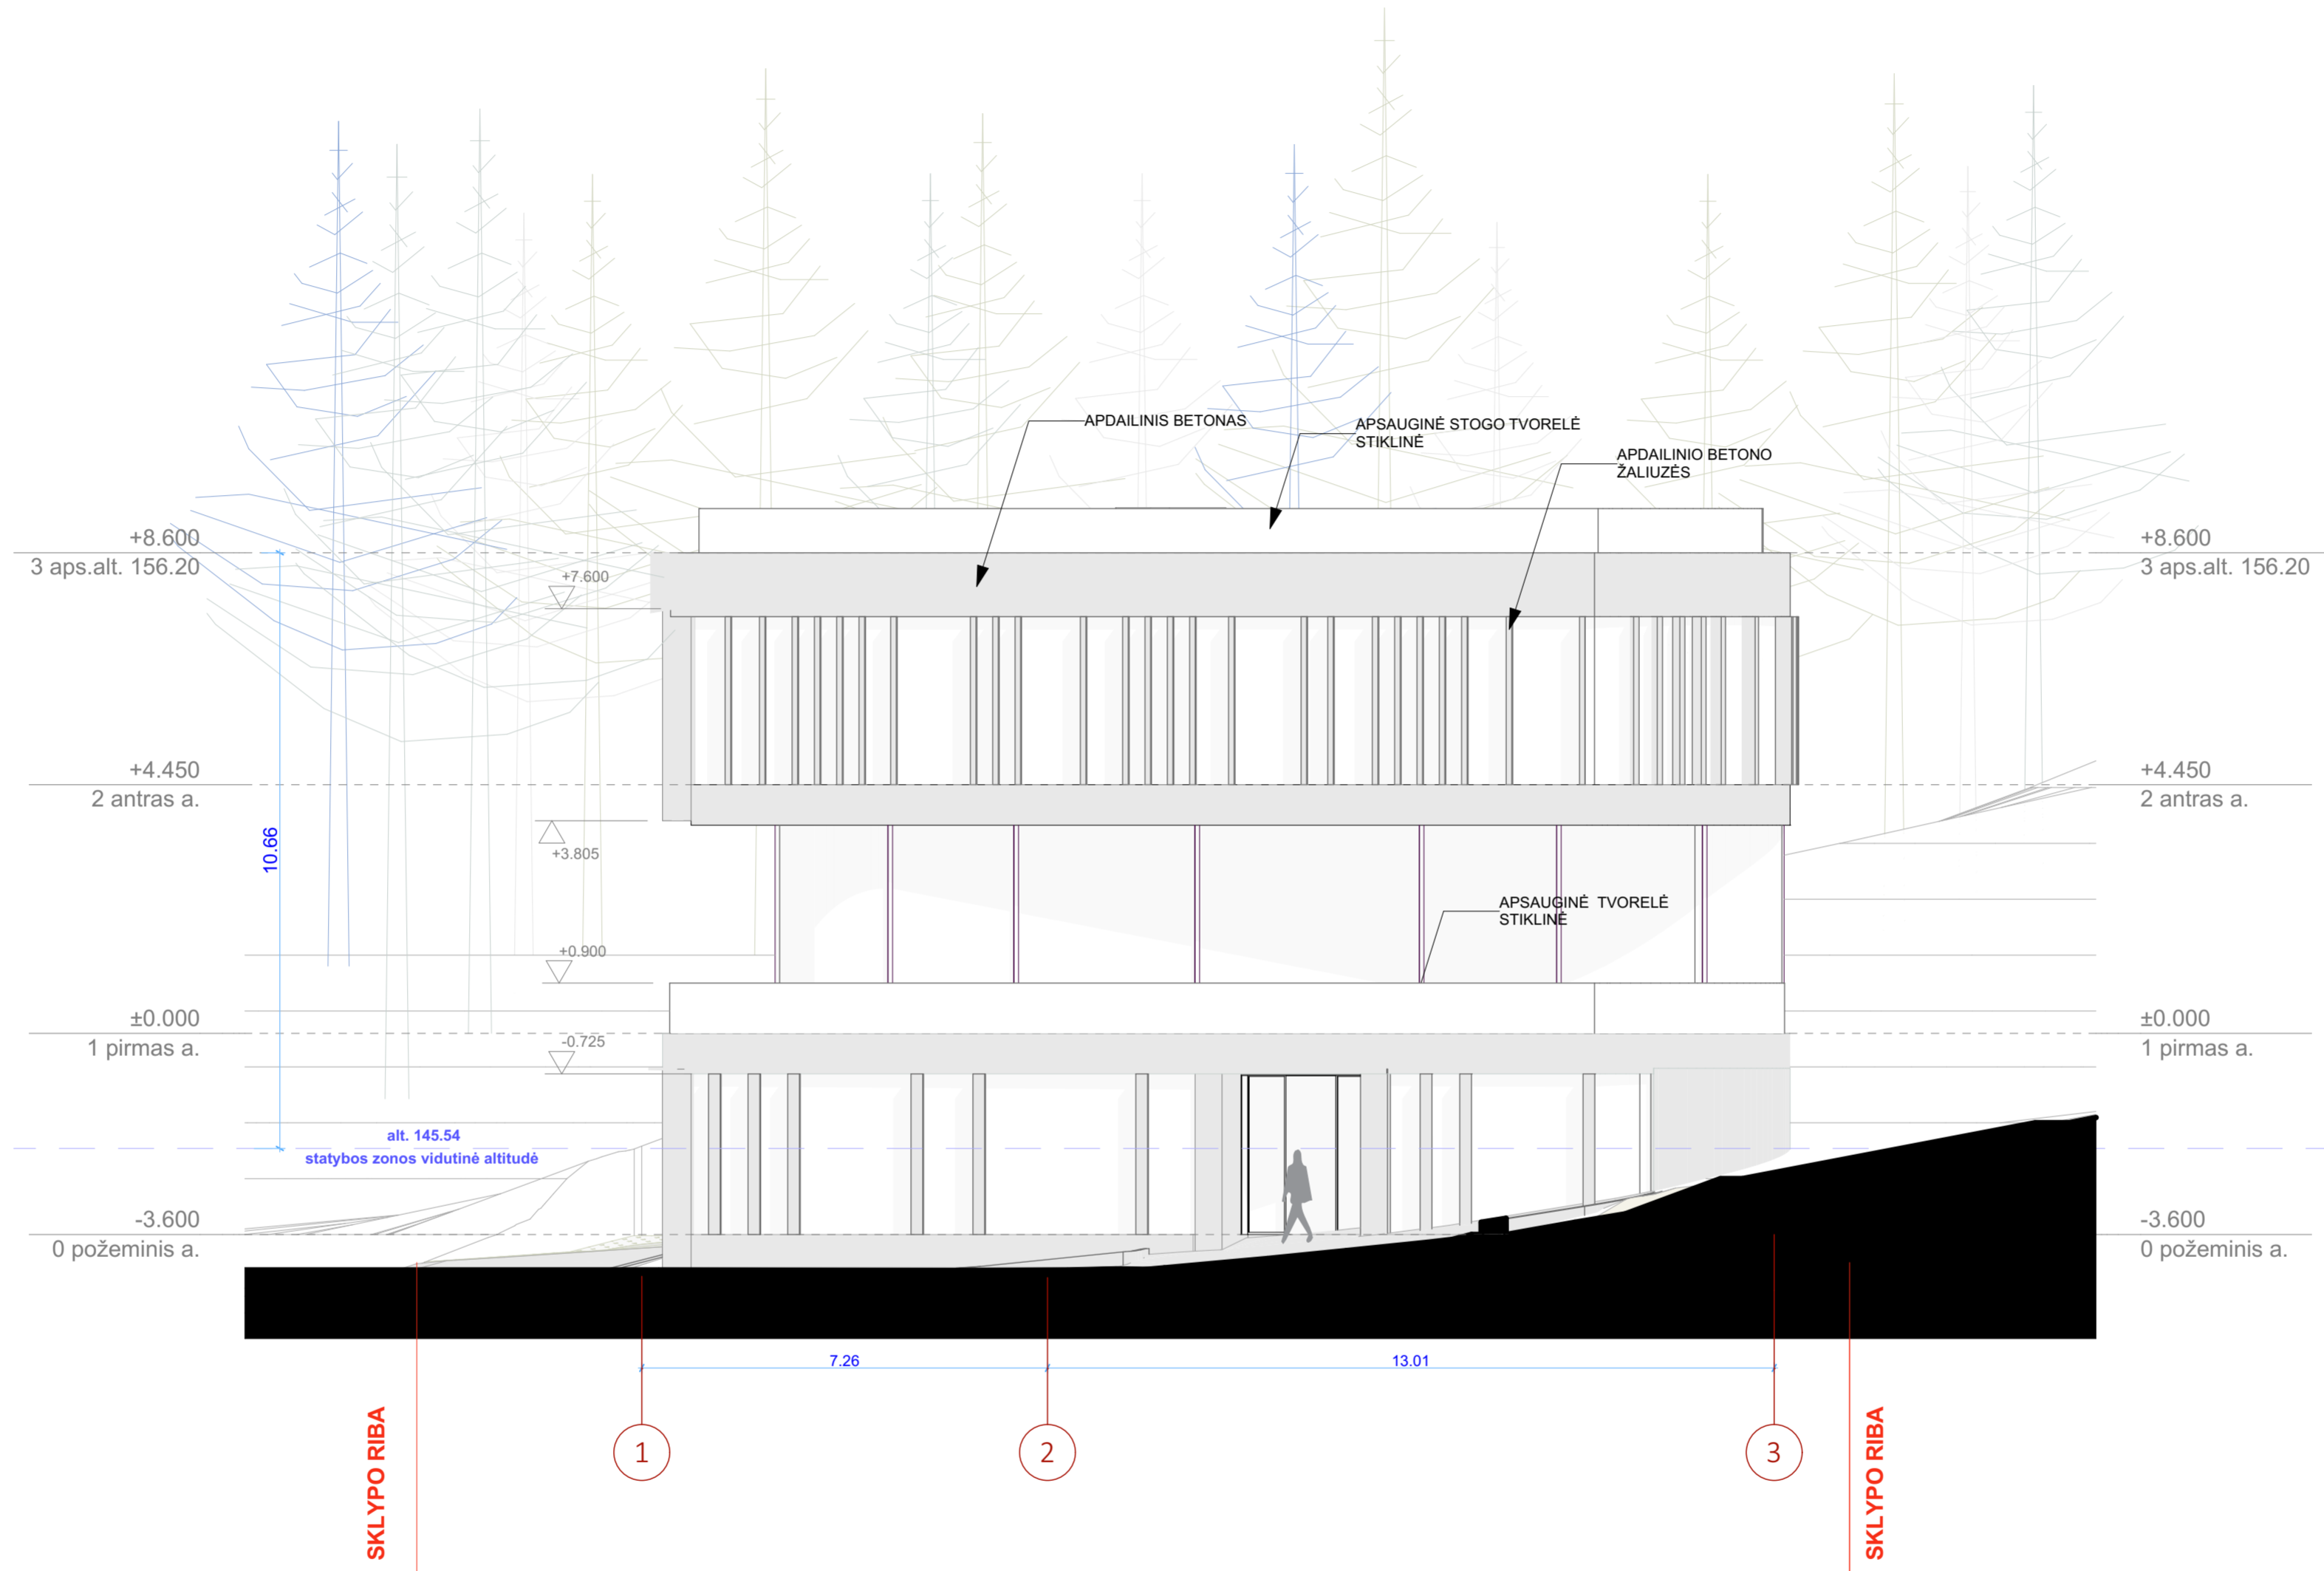 APDAILINIS BETONAS
APSAUGINĖ STOGO TVORELĖ
STIKLINĖ
APDAILINIO BETONO
ŽALIUZĖS
+8.600
3 aps.alt. 156.20
+8.600
3 aps.alt. 156.20
+7.600
+4.450
2 antras a.
+4.450
2 antras a.
10.66
+3.805
APSAUGINĖ TVORELĖ
STIKLINĖ
+0.900
±0.000
1 pirmas a.
±0.000
1 pirmas a.
-0.725
alt. 145.54
statybos zonos vidutinė altitudė
-3.600
0 požeminis a.
-3.600
0 požeminis a.
7.26
13.01
SKLYPO RIBA
1
2
3
SKLYPO RIBA